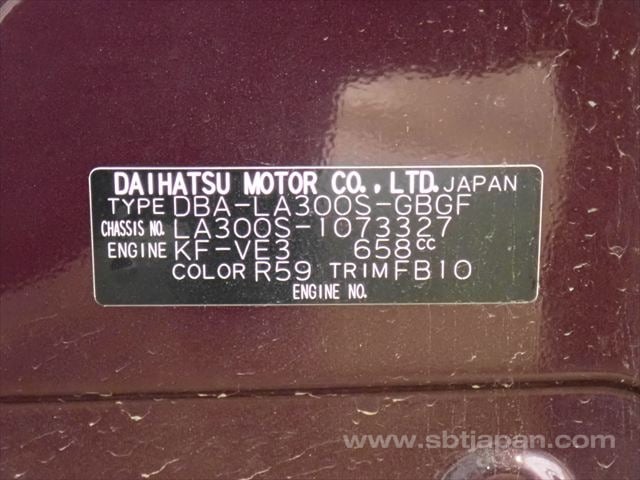 DAIHATSU MOTOR CO., LTD. JAPAN
TYPE DBA-LA300S-GBGF
CHASSIS NO. LA300S-1073327
ENGINE KF-VE3 658cc
COLOR R59 TRIM FB10
ENGINE NO.
www.sbtjapan.com